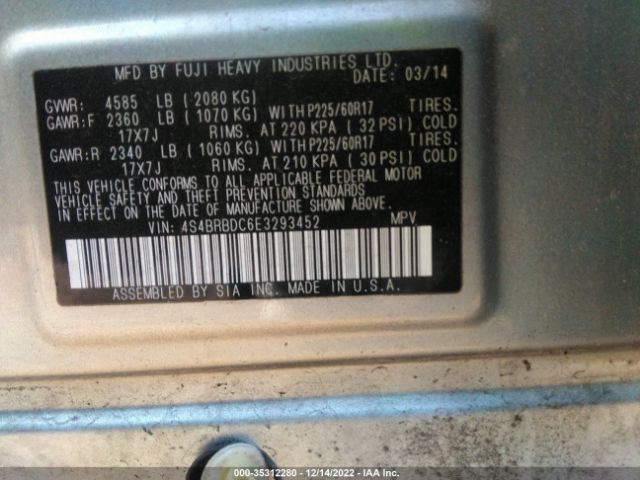 MFD BY FUJI HEAVY INDUSTRIES LTD.
DATE: 03/14
GVWR: 4585 LB ( 2080 KG)
GAWR:F 2360 LB ( 1070 KG) WITH P225/60R17 TIRES.
17X7J RIMS. AT 220 KPA ( 32 PSI) COLD
GAWR:R 2340 LB ( 1060 KG) WITH P225/60R17 TIRES.
17X7J RIMS. AT 210 KPA ( 30 PSI) COLD
THIS VEHICLE CONFORMS TO ALL APPLICABLE FEDERAL MOTOR
VEHICLE SAFETY AND THEFT PREVENTION STANDARDS
IN EFFECT ON THE DATE OF MANUFACTURE SHOWN ABOVE.
VIN: 4S4BRBDC6E3293452 MPV
ASSEMBLED BY SIA INC. MADE IN U.S.A.
000-35312280 - 12/14/2022 - IAA Inc.